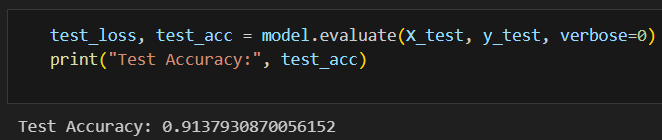 test_loss, test_acc = model.evaluate(X_test, y_test, verbose=0)
print("Test Accuracy:", test_acc)
Test Accuracy: 0.9137930870056152